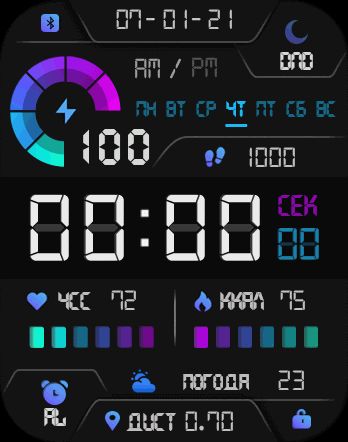 07-01-21
DND
AM / PM
ПН ВТ СР ЧТ ПТ СБ ВС
100
1000
00:00
СЕК
00
ЧСС 72
ККАЛ 75
ПОГОДА 23
AL
ДИСТ 0.70